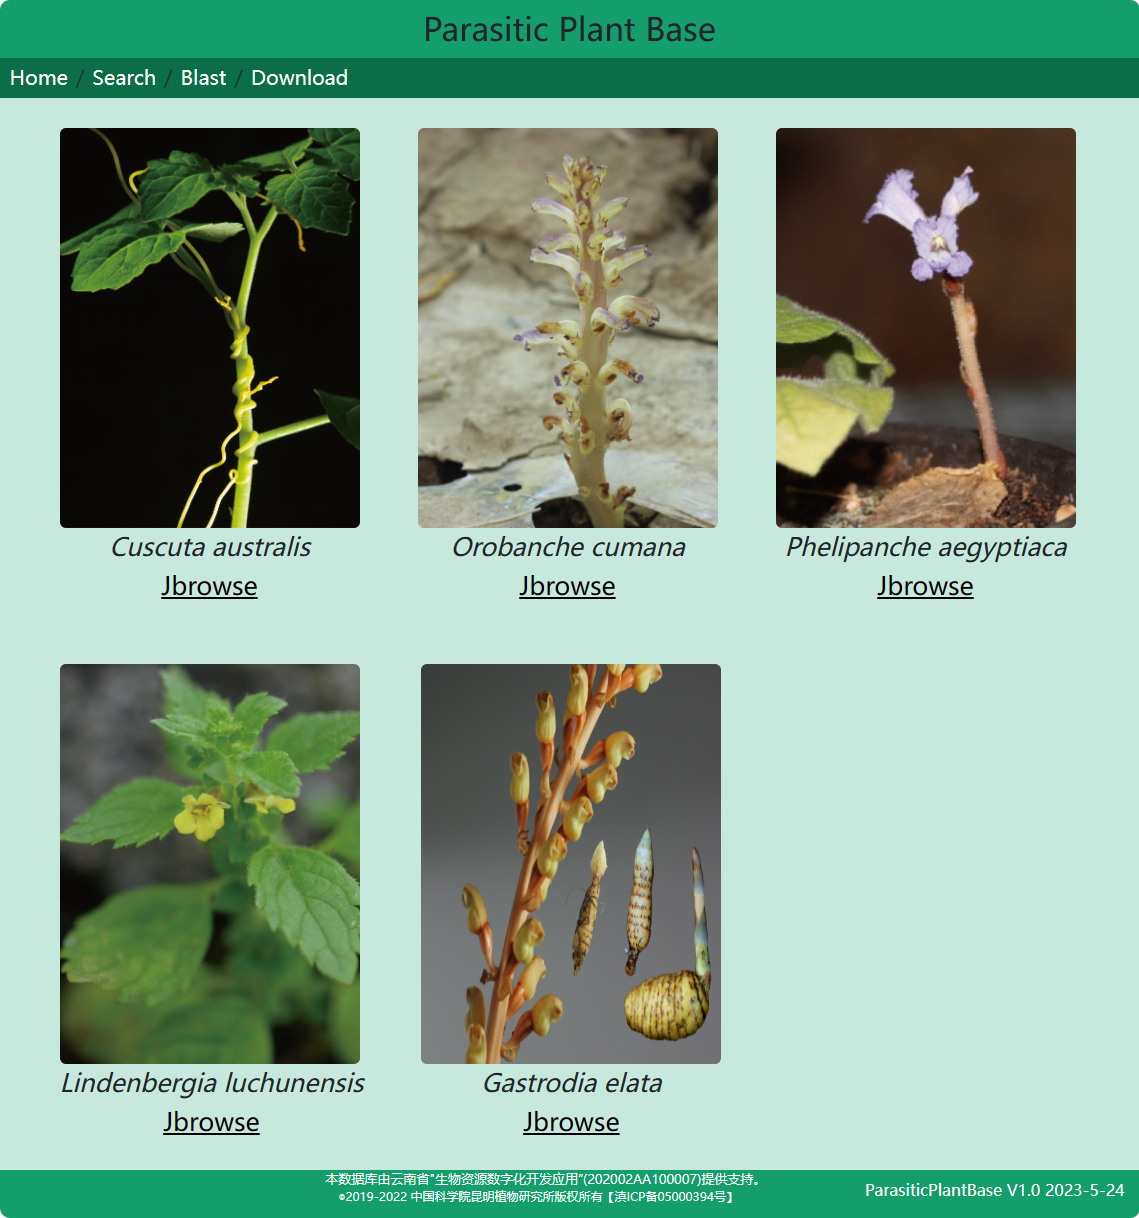 Parasitic Plant Base
Home / Search / Blast / Download
Cuscuta australis
Orobanche cumana
Phelipanche aegyptiaca
Jbrowse
Jbrowse
Jbrowse
Lindenbergia luchunensis
Gastrodia elata
Jbrowse
Jbrowse
本数据库由云南省"生物资源数字化开发应用"(202002AA100007)提供支持。
©2019-2022 中国科学院昆明植物研究所版权所有【滇ICP备05000394号】
ParasiticPlantBase V1.0 2023-5-24